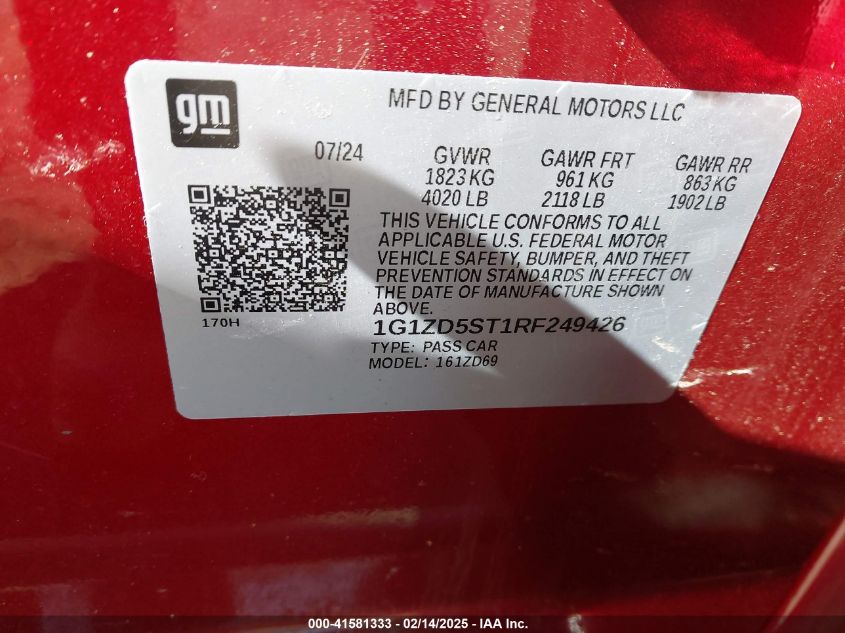 gm
MFD BY GENERAL MOTORS LLC
07/24
GVWR
1823 KG
4020 LB
GAWR FRT
961 KG
2118 LB
GAWR RR
863 KG
1902 LB
THIS VEHICLE CONFORMS TO ALL
APPLICABLE U.S. FEDERAL MOTOR
VEHICLE SAFETY, BUMPER, AND THEFT
PREVENTION STANDARDS IN EFFECT ON
THE DATE OF MANUFACTURE SHOWN
ABOVE.
170H
1G1ZD5ST1RF249426
TYPE: PASS CAR
MODEL: 161ZD69
000-41581333 - 02/14/2025 - IAA Inc.